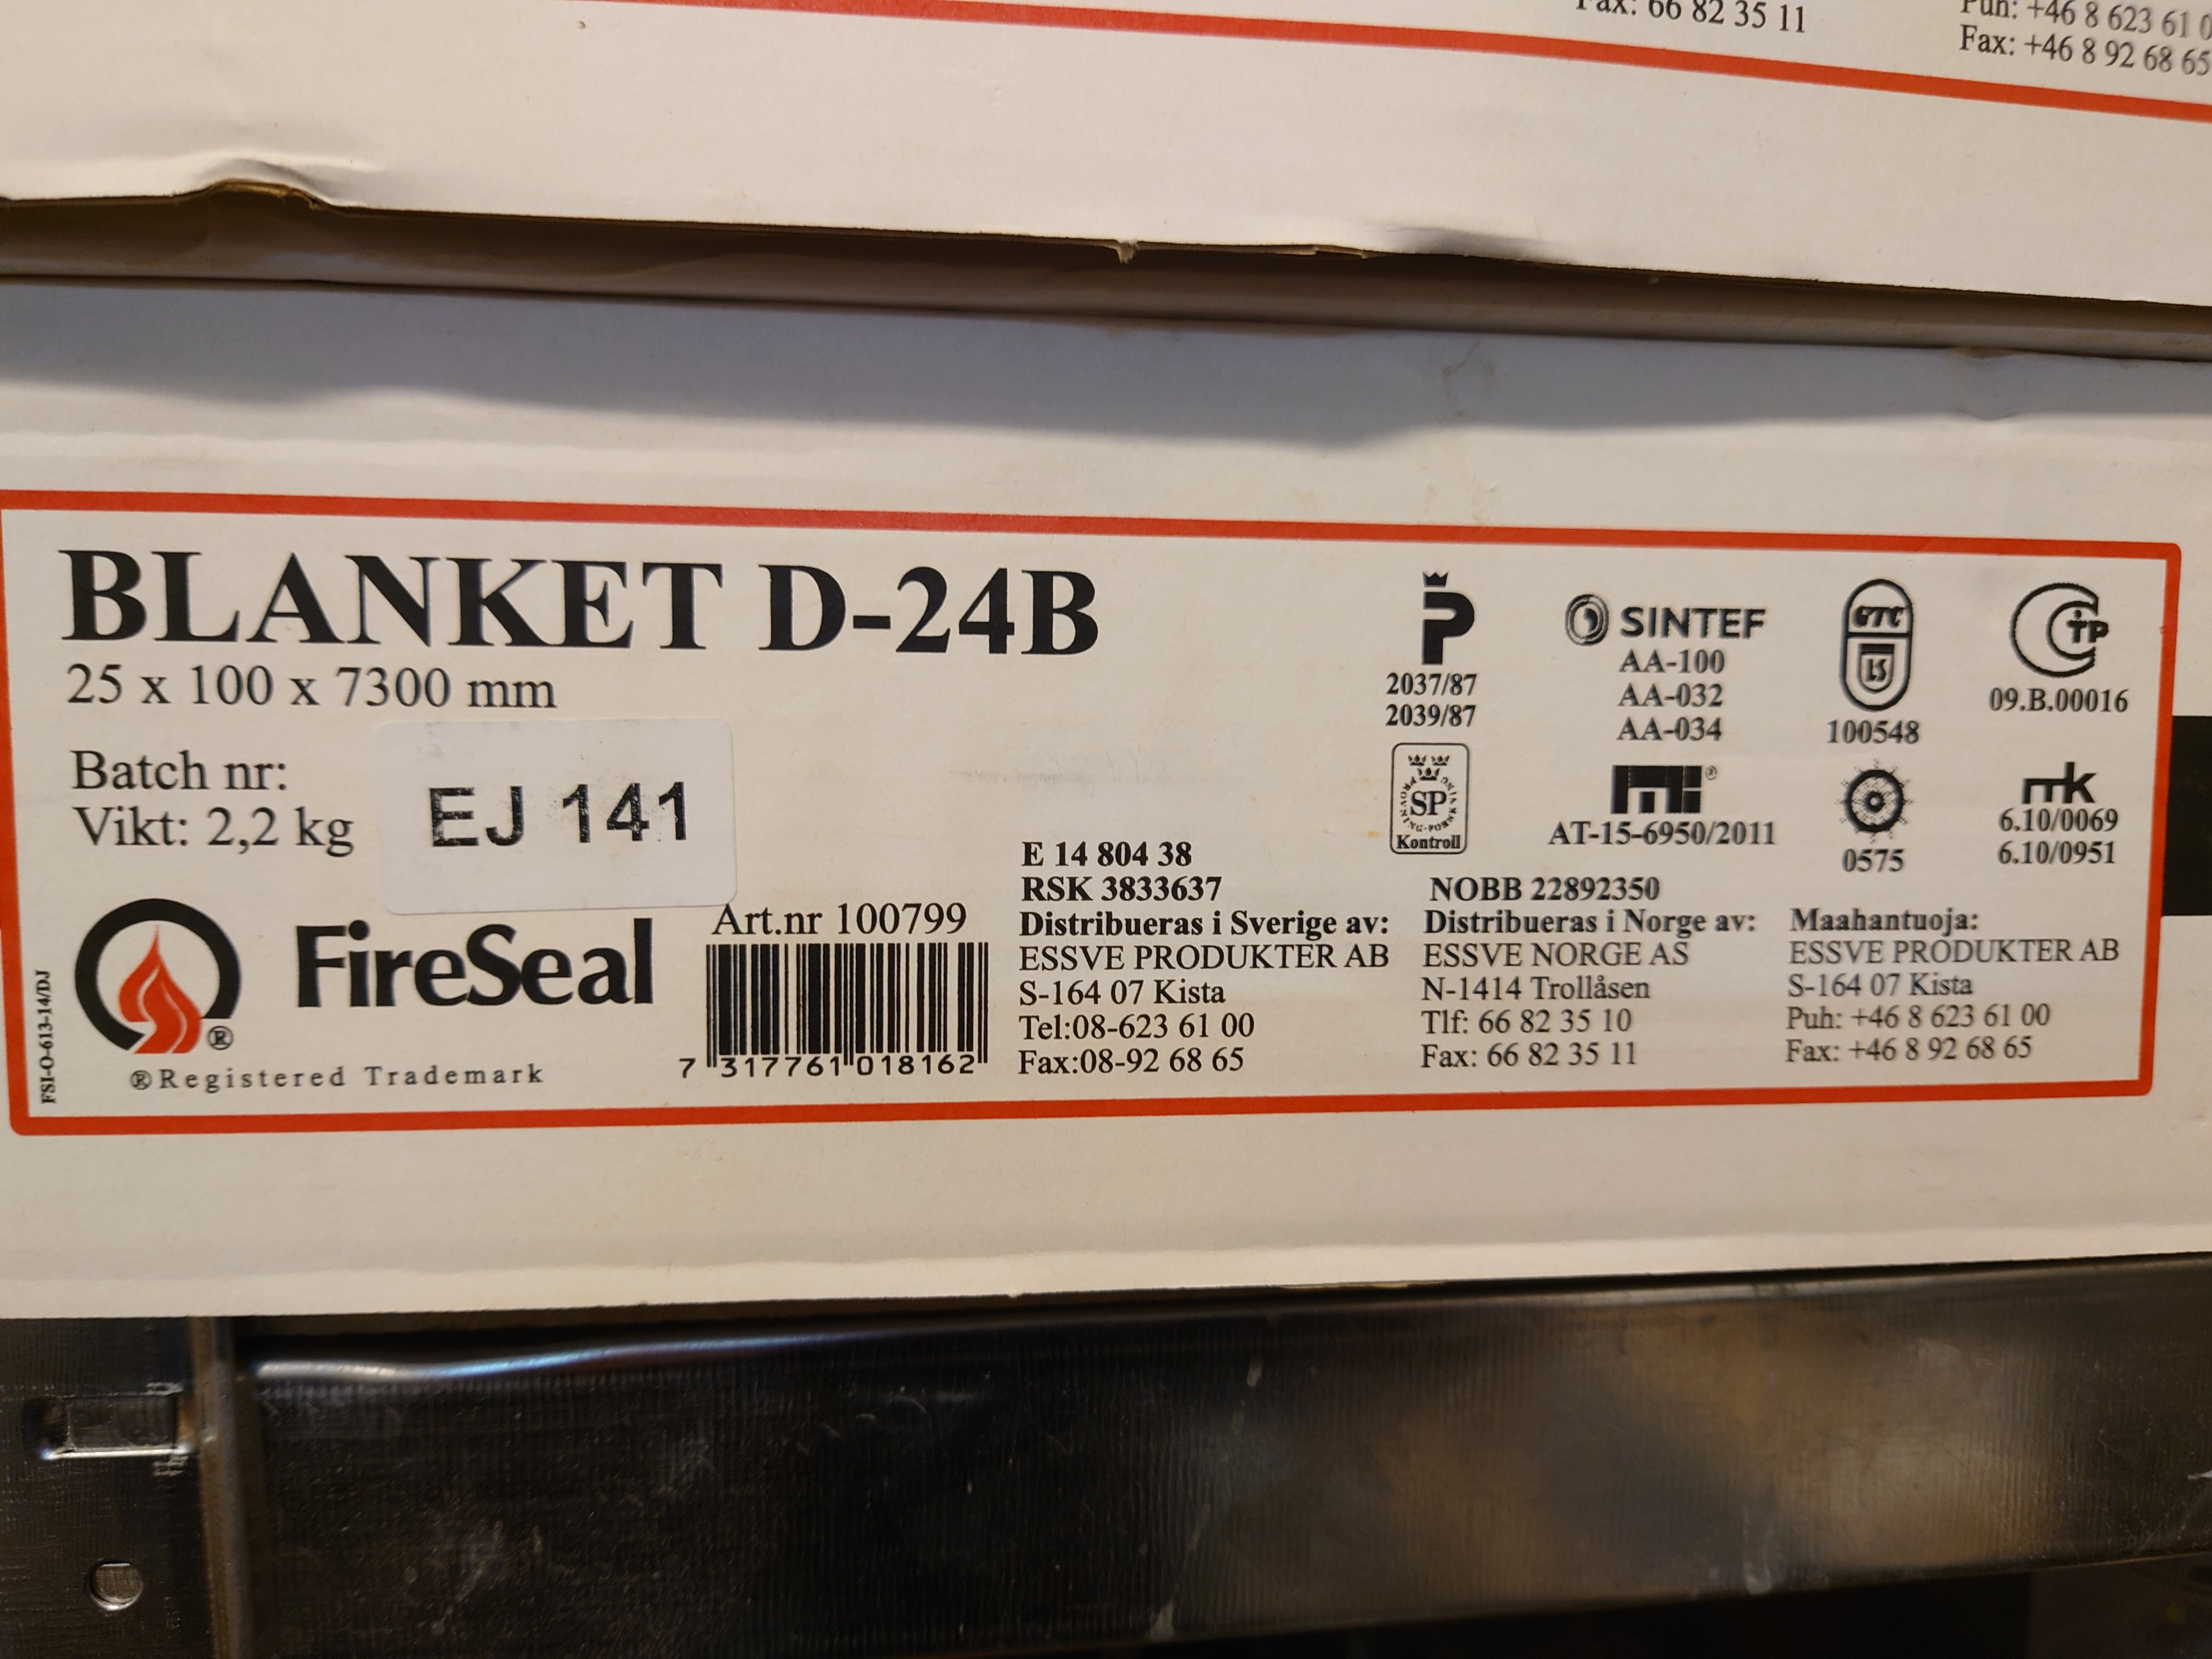 Fax: 66 82 35 11
Puh: +46 8 623 61 0
Fax: +46 8 92 68 65
BLANKET D-24B
25 x 100 x 7300 mm
Batch nr:
Vikt: 2,2 kg
EJ 141
FireSeal
®
®Registered Trademark
FSI-O-613-14/DJ
Art.nr 100799
7 317761 018162
E 14 804 38
RSK 3833637
Distribueras i Sverige av:
ESSVE PRODUKTER AB
S-164 07 Kista
Tel:08-623 61 00
Fax:08-92 68 65
P
2037/87
2039/87
SP
PROVNING-FORSKNING
Kontroll
SINTEF
AA-100
AA-032
AA-034
®
AT-15-6950/2011
NOBB 22892350
Distribueras i Norge av:
ESSVE NORGE AS
N-1414 Trollåsen
Tlf: 66 82 35 10
Fax: 66 82 35 11
LS
100548
0575
TP
09.B.00016
mk
6.10/0069
6.10/0951
Maahantuoja:
ESSVE PRODUKTER AB
S-164 07 Kista
Puh: +46 8 623 61 00
Fax: +46 8 92 68 65